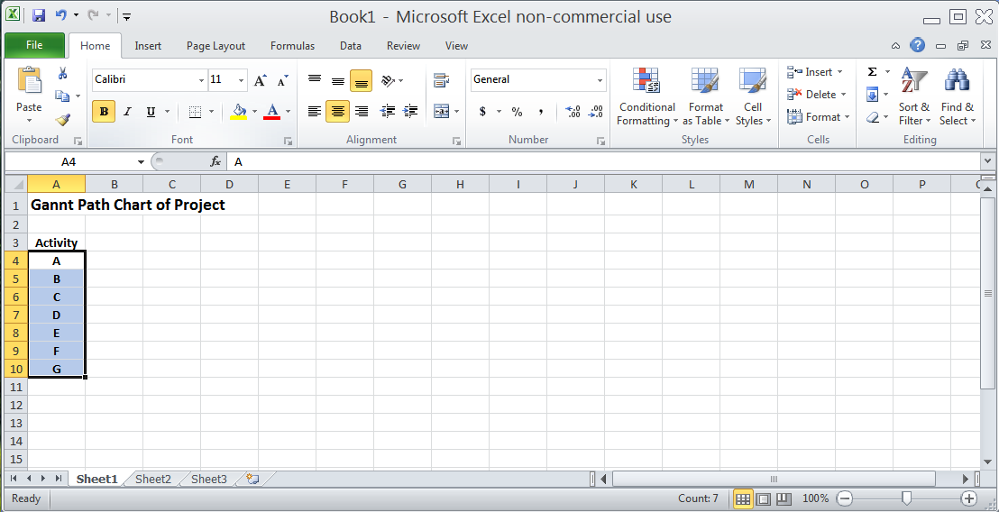 Book1 - Microsoft Excel non-commercial use
File Home Insert Page Layout Formulas Data Review View
Calibri 11 General Insert Σ
Paste B I U $ % , Conditional Formatting Format as Table Cell Styles Delete Format Sort & Filter Find & Select
Clipboard Font Alignment Number Styles Cells Editing
A4 fx A
A B C D E F G H I J K L M N O P
1 Gannt Path Chart of Project
2
3 Activity
4 A
5 B
6 C
7 D
8 E
9 F
10 G
11
12
13
14
15
Sheet1 Sheet2 Sheet3
Ready Count: 7 100%